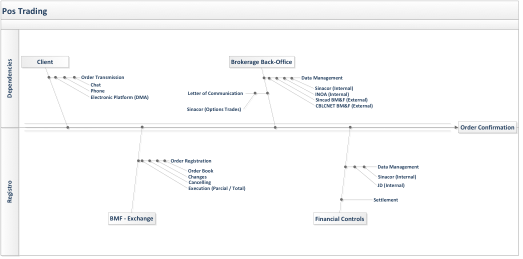 Pos Trading
Dependencies
Client
Order Transmission
Chat
Phone
Electronic Platform (DMA)
Brokerage Back-Office
Data Management
Sinacor (Internal)
INOA (Internal)
Sincad BM&F (External)
CBLCNET BM&F (External)
Letter of Communication
Sinacor (Options Trades)
Order Confirmation
Registro
Order Registration
Order Book
Changes
Cancelling
Execution (Parcial / Total)
BMF - Exchange
Data Management
Sinacor (Internal)
JD (Internal)
Settlement
Financial Controls